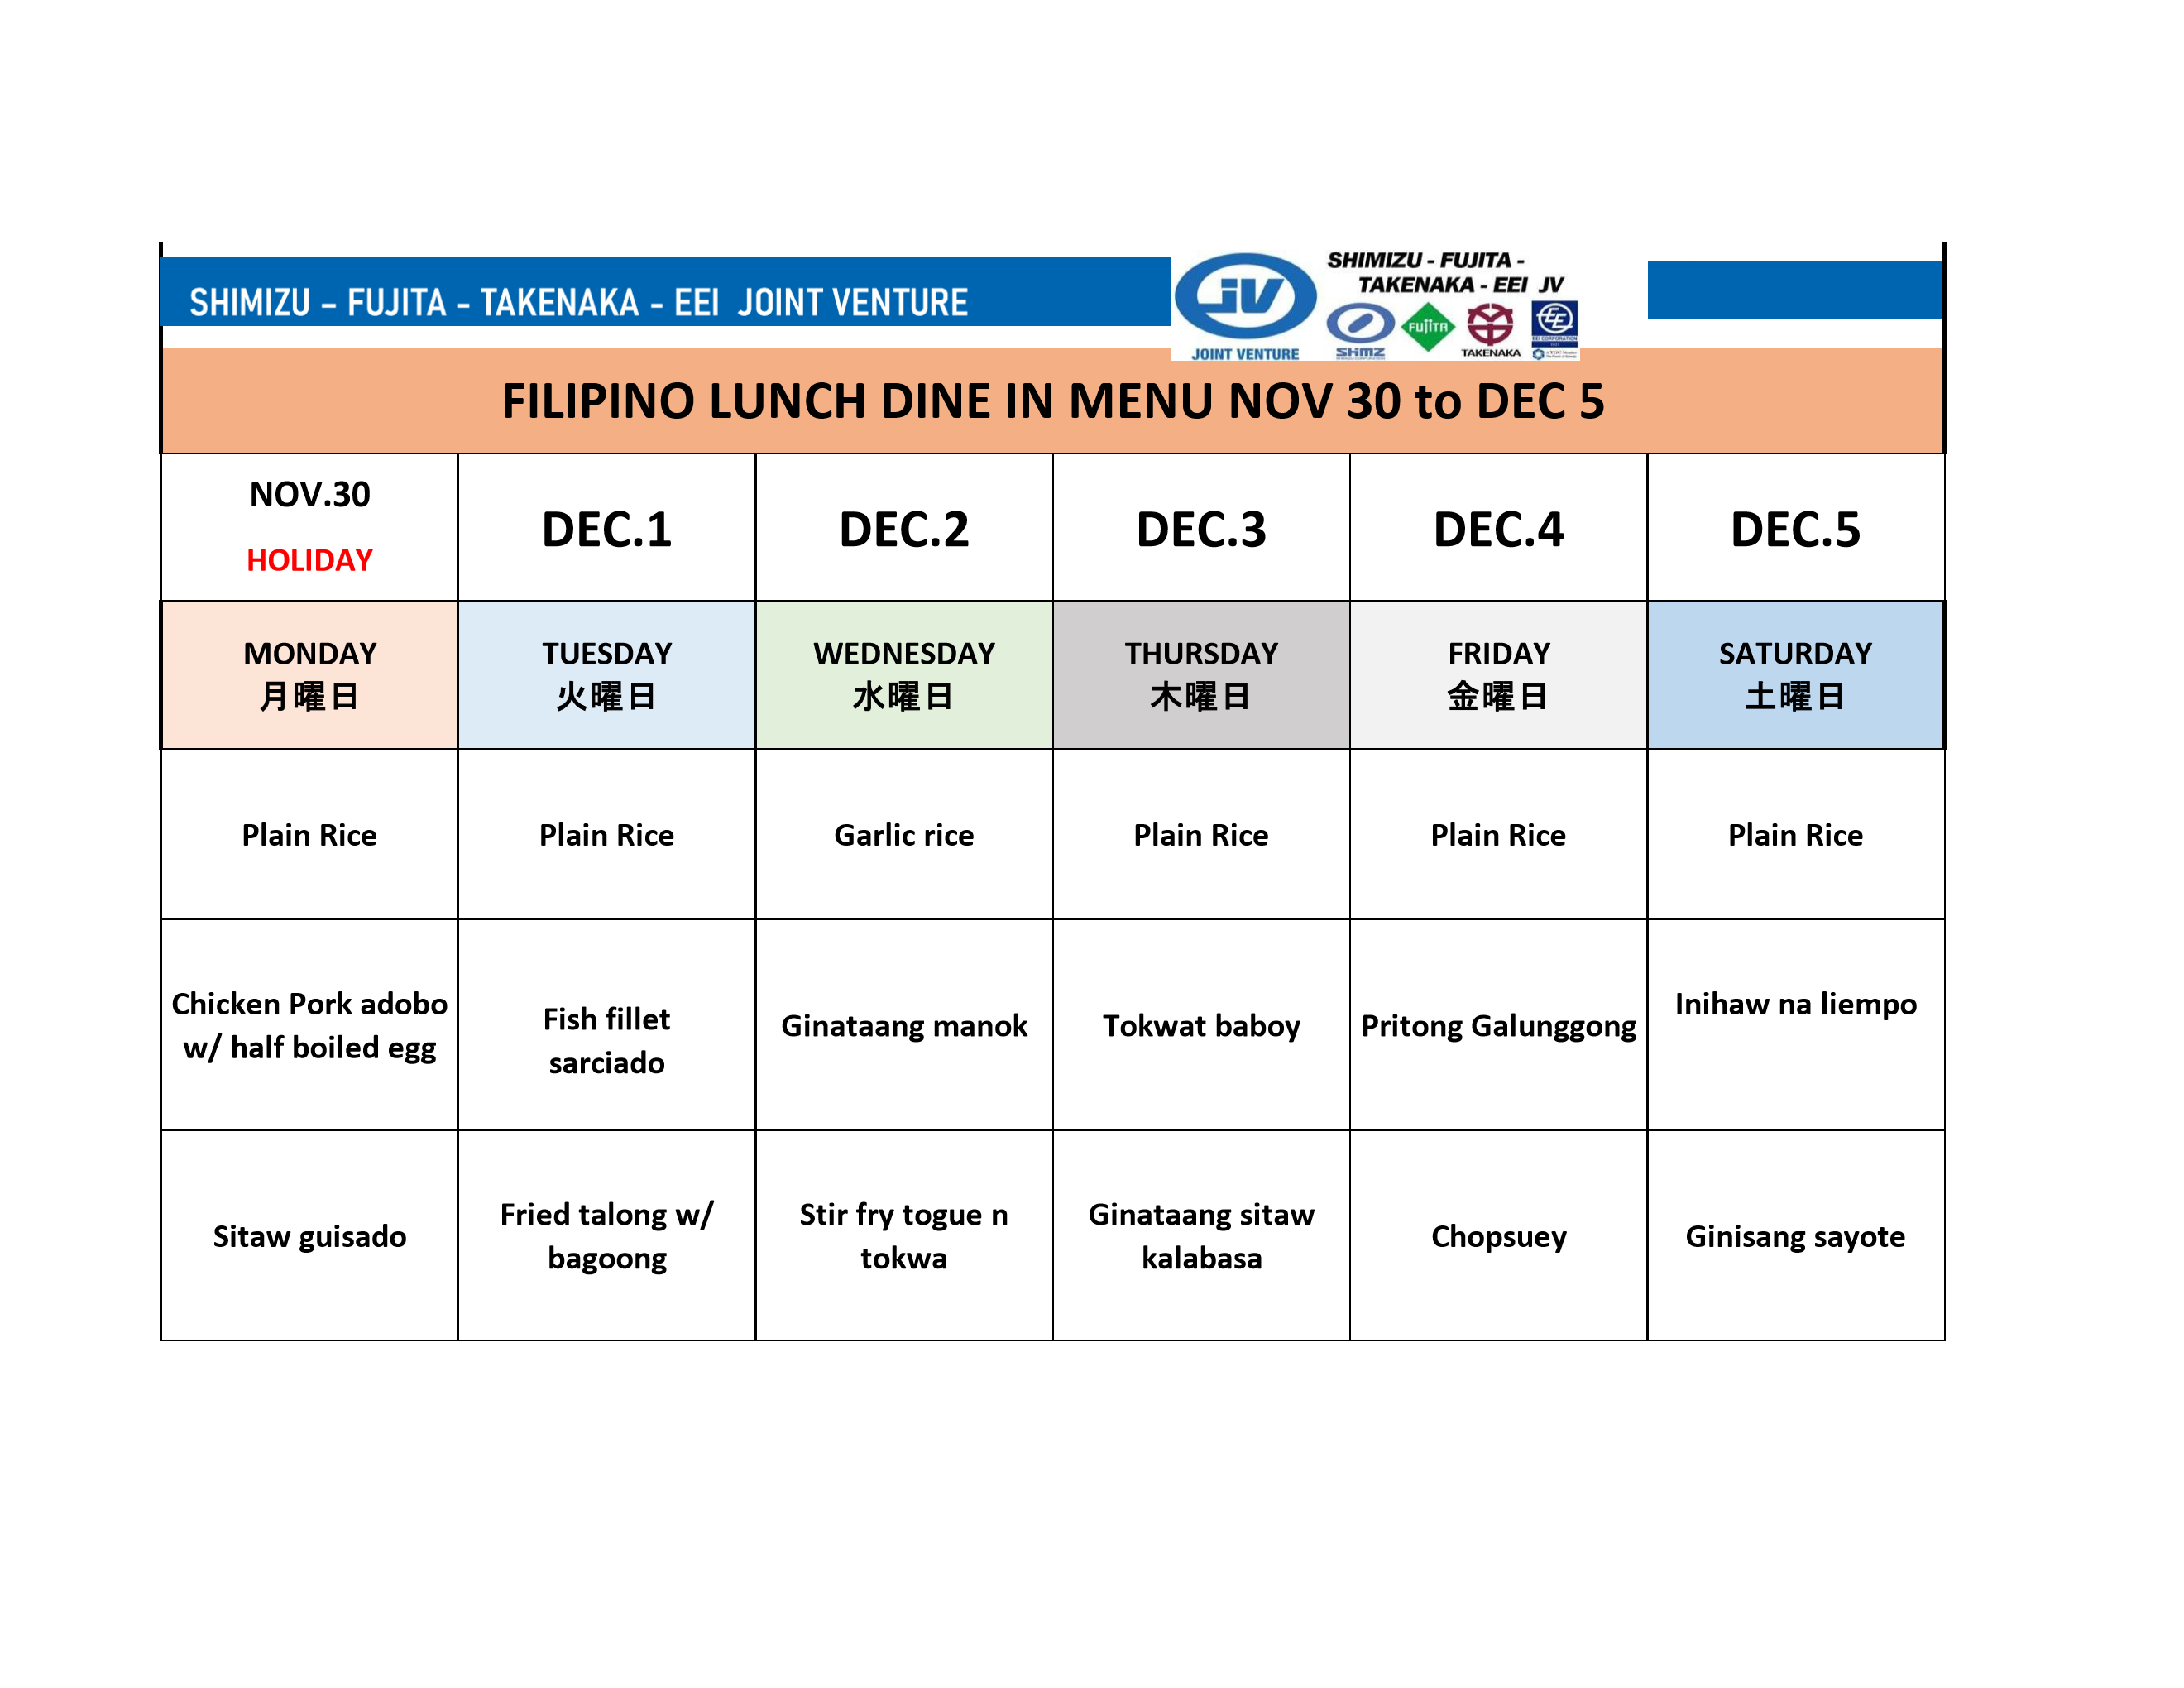 SHIMIZU – FUJITA - TAKENAKA - EEI JOINT VENTURE
JV
JOINT VENTURE
SHIMIZU - FUJITA -
TAKENAKA - EEI JV
SHMZ
FUJITA
TAKENAKA
EEI CORPORATION
FILIPINO LUNCH DINE IN MENU NOV 30 to DEC 5
NOV.30
HOLIDAY
DEC.1
DEC.2
DEC.3
DEC.4
DEC.5
MONDAY
月曜日
TUESDAY
火曜日
WEDNESDAY
水曜日
THURSDAY
木曜日
FRIDAY
金曜日
SATURDAY
土曜日
Plain Rice
Plain Rice
Garlic rice
Plain Rice
Plain Rice
Plain Rice
Chicken Pork adobo
w/ half boiled egg
Fish fillet
sarciado
Ginataang manok
Tokwat baboy
Pritong Galunggong
Inihaw na liempo
Sitaw guisado
Fried talong w/
bagoong
Stir fry togue n
tokwa
Ginataang sitaw
kalabasa
Chopsuey
Ginisang sayote